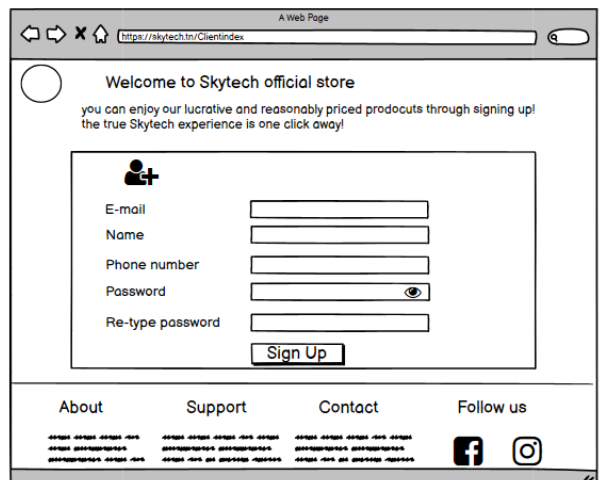 A Web Page
https://skytech.tn/Clientindex
Welcome to Skytech official store
you can enjoy our lucrative and reasonably priced prodocuts through signing up!
the true Skytech experience is one click away!
E-mail
Name
Phone number
Password
Re-type password
Sign Up
About Support Contact Follow us